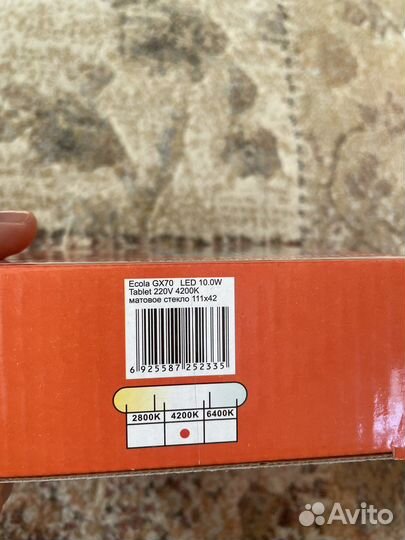 Ecola GX70 LED 10.0W
Tablet 220V 4200K
матовое стекло 111x42
6 925587 252335
2800K 4200K 6400K
Avito